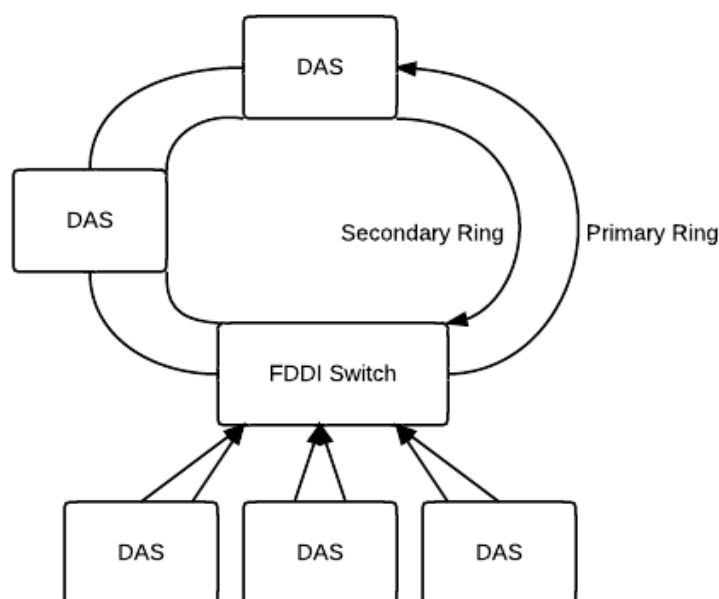 DAS
DAS
Secondary Ring
Primary Ring
FDDI Switch
DAS
DAS
DAS